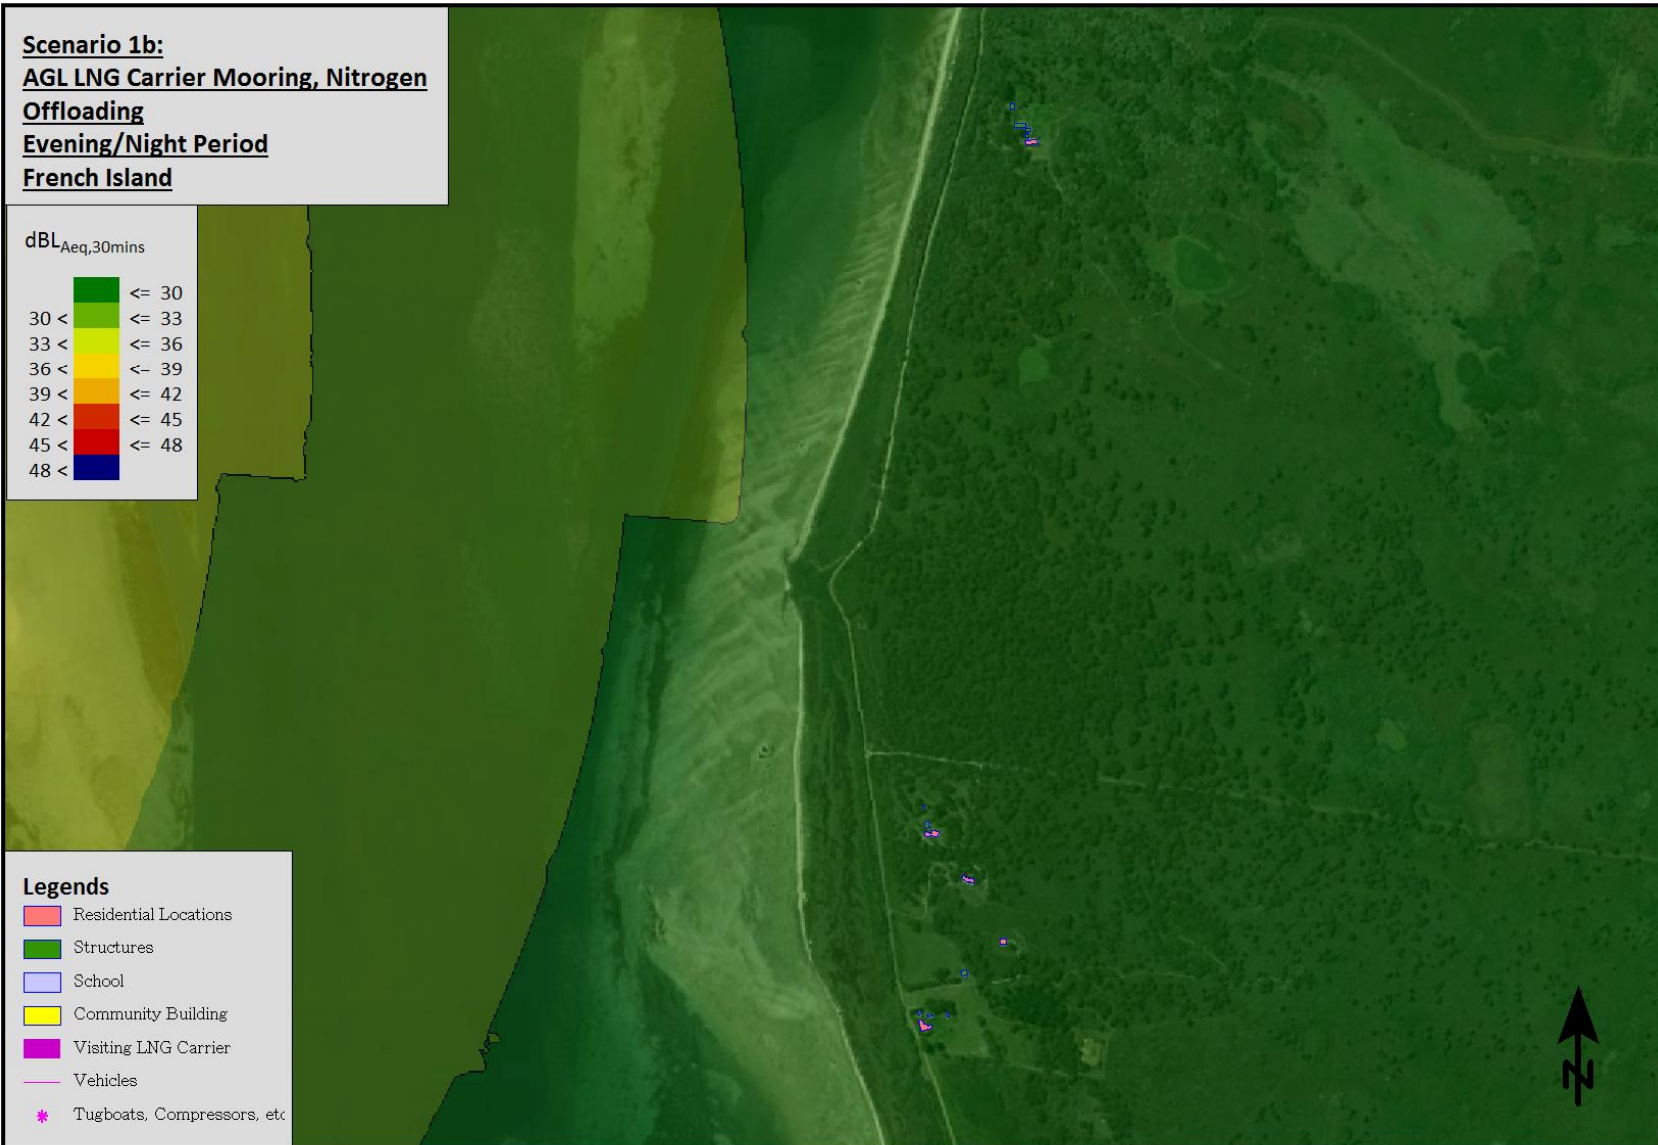 Scenario 1b:
AGL LNG Carrier Mooring, Nitrogen
Offloading
Evening/Night Period
French Island
dBLAeq,30mins
<= 30
30 < <= 33
33 < <= 36
36 < <= 39
39 < <= 42
42 < <= 45
45 < <= 48
48 <
Legends
Residential Locations
Structures
School
Community Building
Visiting LNG Carrier
Vehicles
Tugboats, Compressors, etc
N